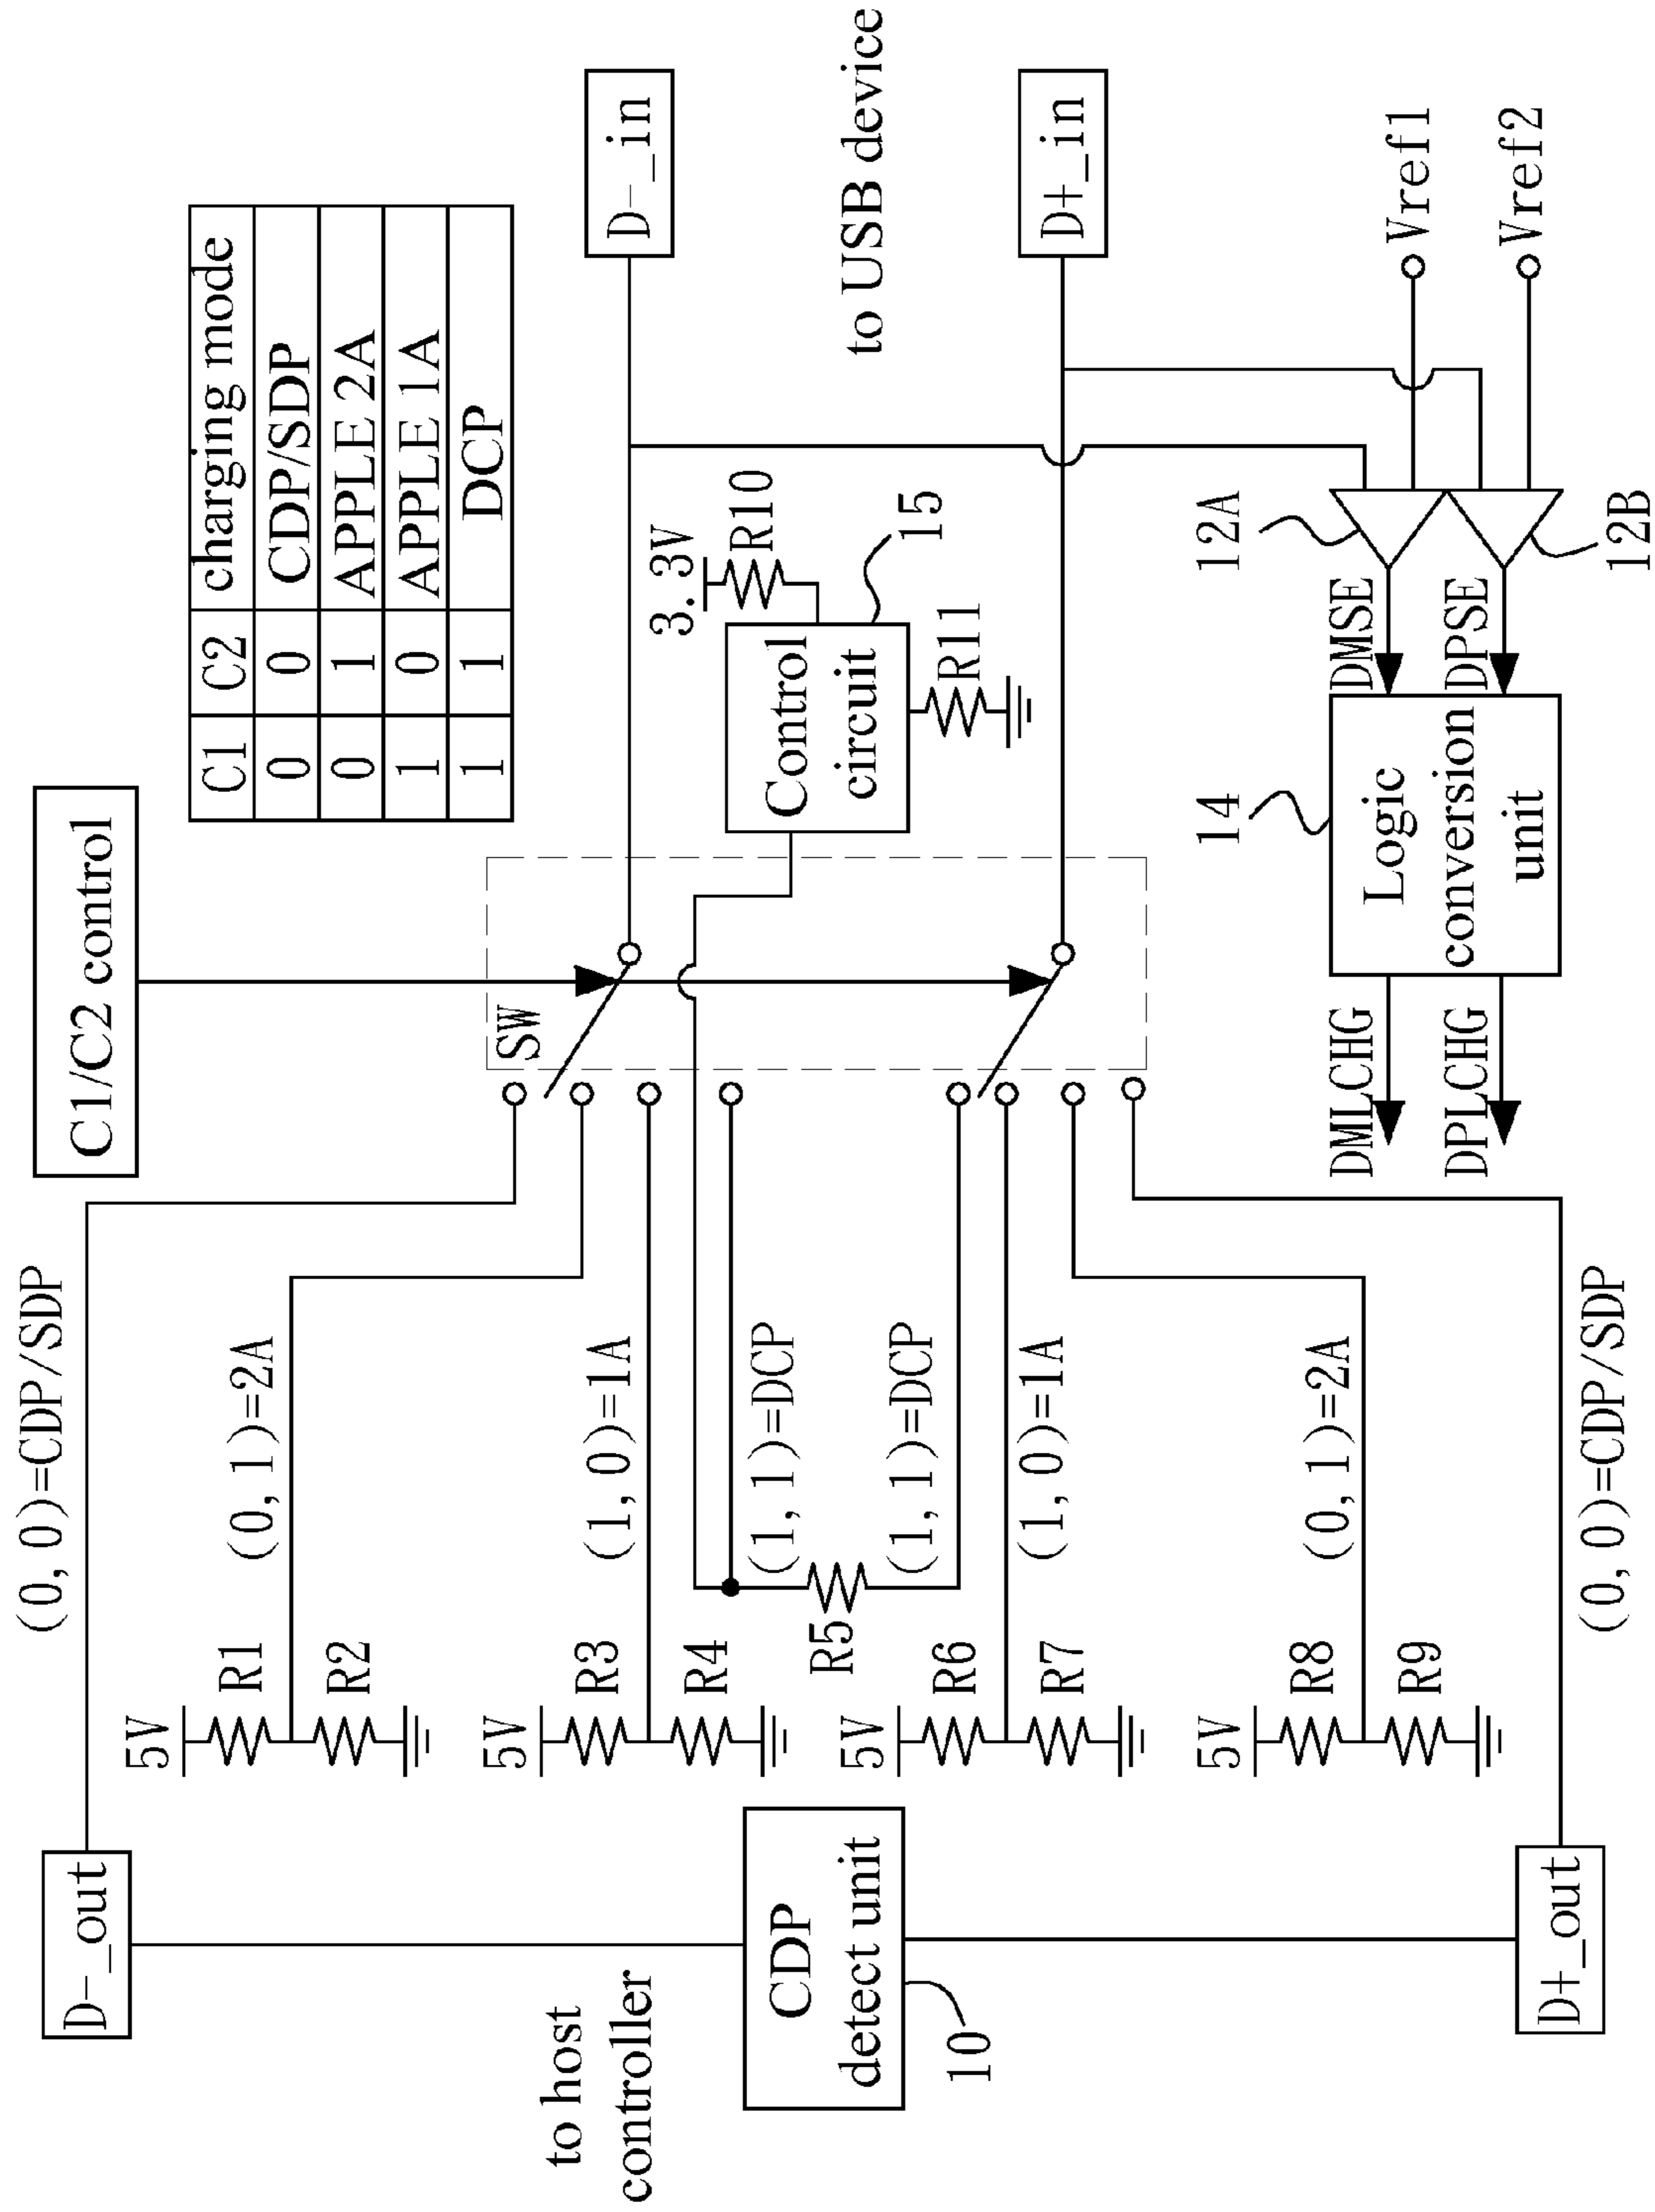 C1/C2 control
C1 C2 charging mode
0 0 CDP/SDP
0 1 APPLE 2A
1 0 APPLE 1A
1 1 DCP
D-_out
(0,0)=CDP/SDP
5V
R1
R2
(0,1)=2A
5V
R3
R4
(1,0)=1A
(1,1)=DCP
R5
(1,1)=DCP
5V
R6
R7
(1,0)=1A
5V
R8
R9
(0,1)=2A
(0,0)=CDP/SDP
D+_out
to host
controller
CDP
detect unit
10
SW
3.3V
R10
Control
circuit
15
R11
D-_in
to USB device
D+_in
Vref1
Vref2
12A
12B
DMSE
DPSE
14
Logic
conversion
unit
DMLCHG
DPLCHG